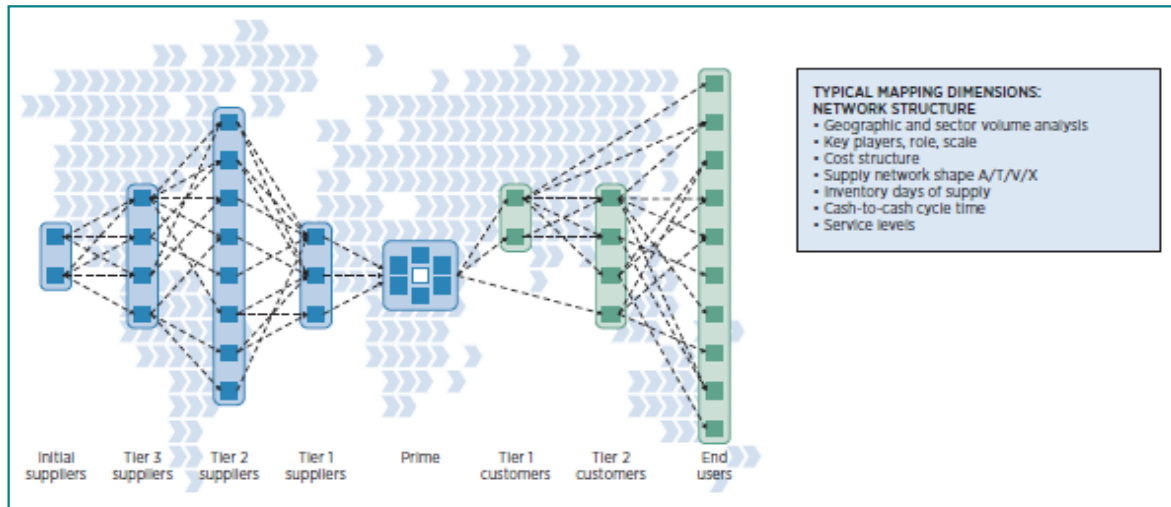 TYPICAL MAPPING DIMENSIONS:
NETWORK STRUCTURE
• Geographic and sector volume analysis
• Key players, role, scale
• Cost structure
• Supply network shape A/T/V/X
• Inventory days of supply
• Cash-to-cash cycle time
• Service levels
Initial
suppliers
Tier 3
suppliers
Tier 2
suppliers
Tier 1
suppliers
Prime
Tier 1
customers
Tier 2
customers
End
users